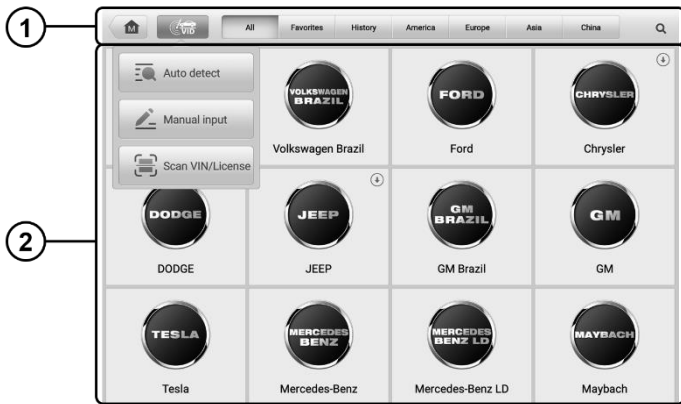 1
M
VID
All
Favorites
History
America
Europe
Asia
China
2
Auto detect
Manual input
Scan VIN/License
VOLKSWAGEN
BRAZIL
Volkswagen Brazil
FORD
Ford
CHRYSLER
Chrysler
DODGE
DODGE
JEEP
JEEP
GM
BRAZIL
GM Brazil
GM
GM
TESLA
Tesla
MERCEDES
BENZ
Mercedes-Benz
MERCEDES
BENZ LD
Mercedes-Benz LD
MAYBACH
Maybach